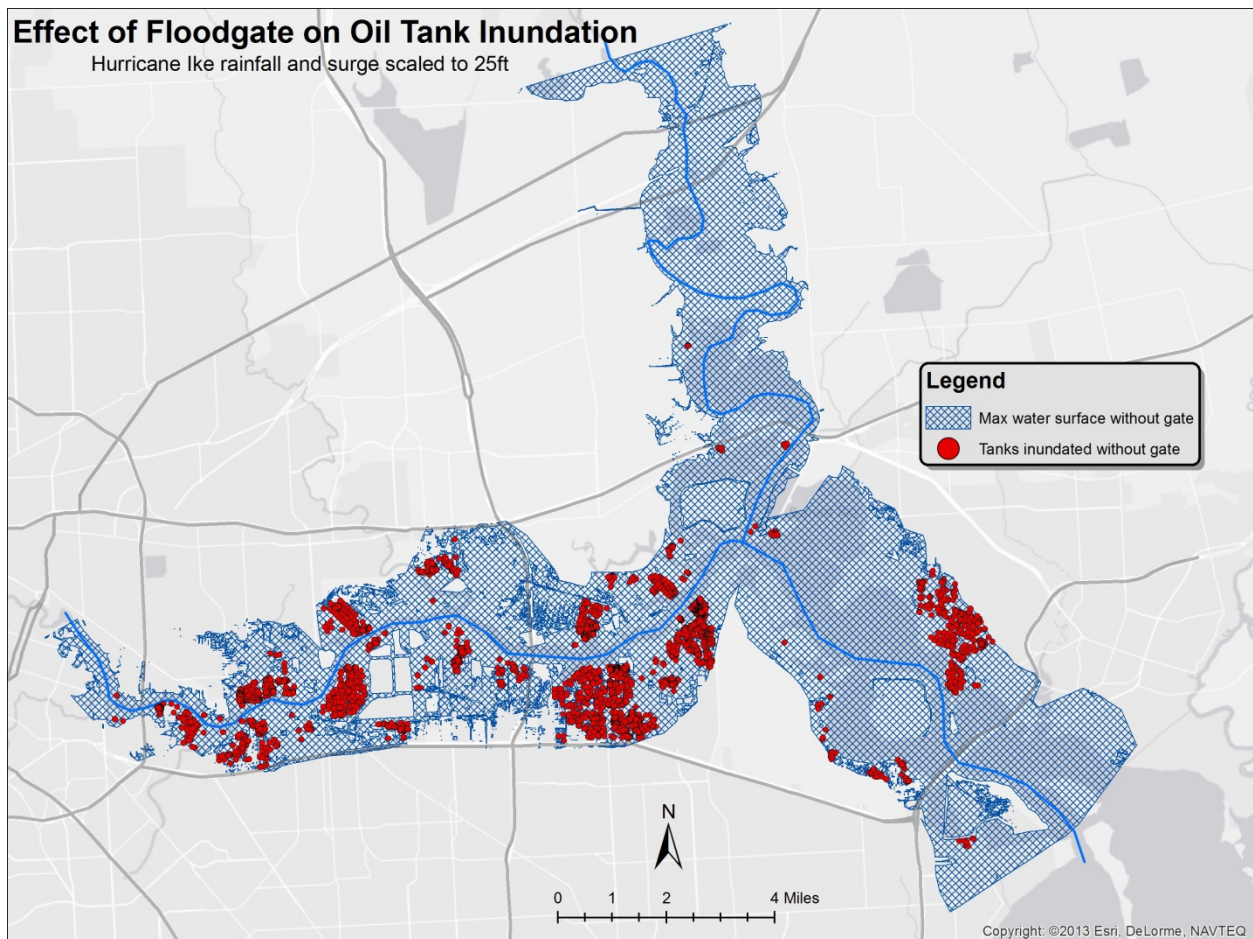 Effect of Floodgate on Oil Tank Inundation
Hurricane Ike rainfall and surge scaled to 25ft
Legend
Max water surface without gate
Tanks inundated without gate
N
0 1 2 4 Miles
Copyright: ©2013 Esri, DeLorme, NAVTEQ